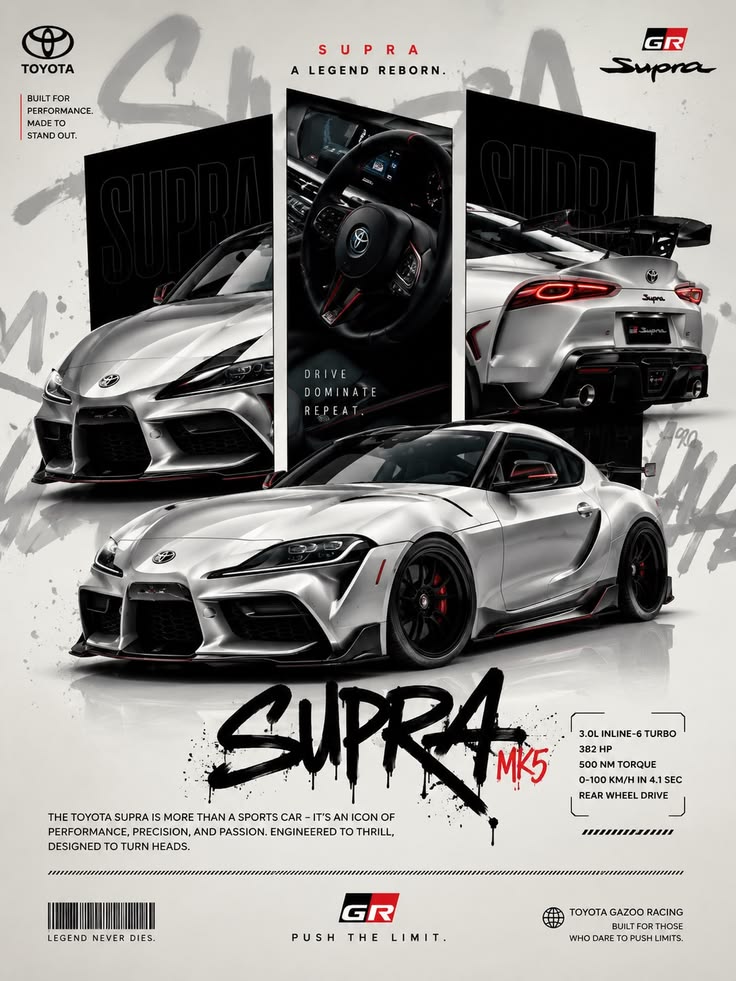 TOYOTA
SUPRA
A LEGEND REBORN.
GR
Supra
BUILT FOR
PERFORMANCE.
MADE TO
STAND OUT.
SUPRA
SUPRA
DRIVE
DOMINATE
REPEAT.
Supra
Supra
SUPRA
MK5
3.0L INLINE-6 TURBO
382 HP
500 NM TORQUE
0-100 KM/H IN 4.1 SEC
REAR WHEEL DRIVE
THE TOYOTA SUPRA IS MORE THAN A SPORTS CAR – IT'S AN ICON OF
PERFORMANCE, PRECISION, AND PASSION. ENGINEERED TO THRILL,
DESIGNED TO TURN HEADS.
LEGEND NEVER DIES.
GR
PUSH THE LIMIT.
TOYOTA GAZOO RACING
BUILT FOR THOSE
WHO DARE TO PUSH LIMITS.